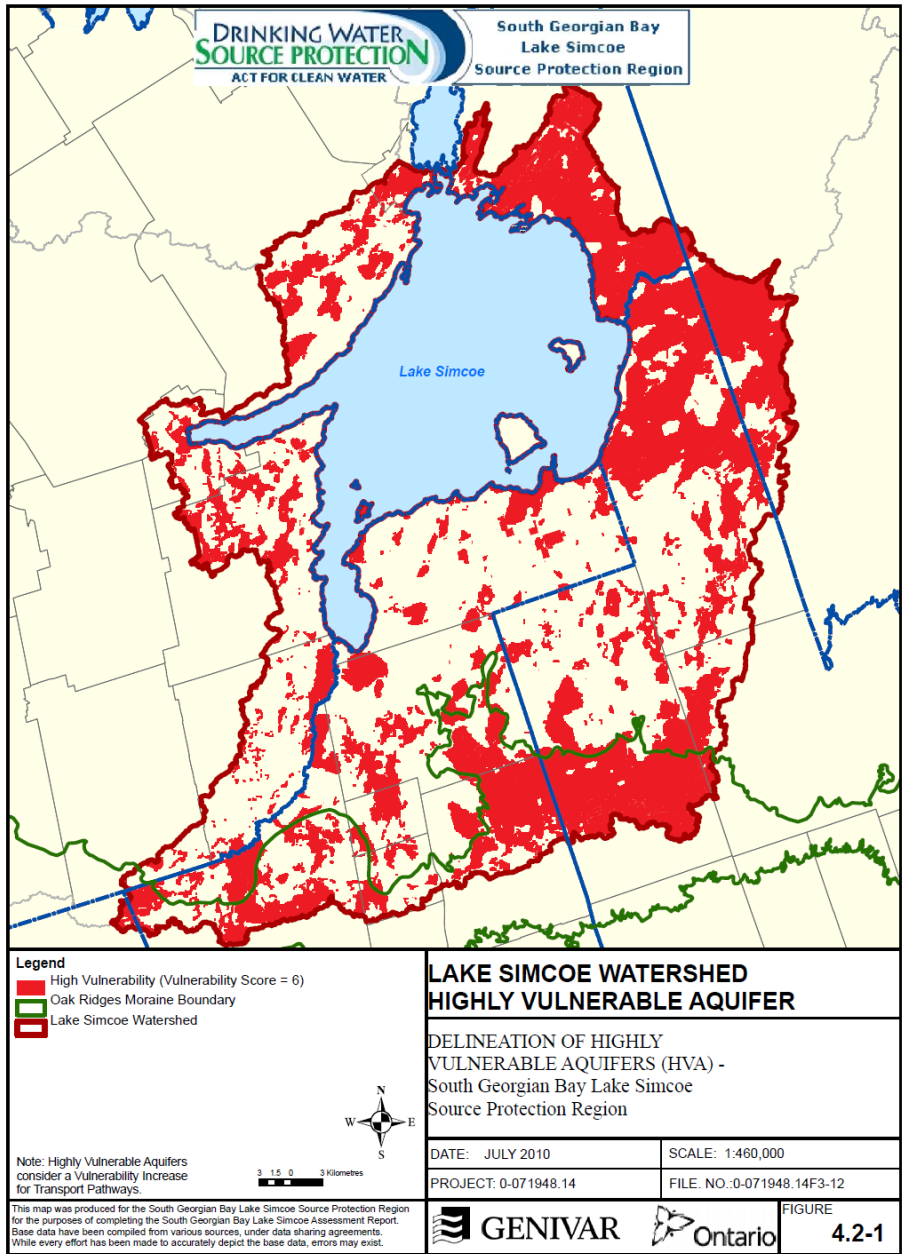 DRINKING WATER
SOURCE PROTECTION
ACT FOR CLEAN WATER
South Georgian Bay
Lake Simcoe
Source Protection Region
Lake Simcoe
Legend
High Vulnerability (Vulnerability Score = 6)
Oak Ridges Moraine Boundary
Lake Simcoe Watershed
N
W
E
S
Note: Highly Vulnerable Aquifers
consider a Vulnerability Increase
for Transport Pathways.
3 1.5 0 3 Kilometres
This map was produced for the South Georgian Bay Lake Simcoe Source Protection Region
for the purposes of completing the South Georgian Bay Lake Simcoe Assessment Report.
Base data have been compiled from various sources, under data sharing agreements.
While every effort has been made to accurately depict the base data, errors may exist.
LAKE SIMCOE WATERSHED
HIGHLY VULNERABLE AQUIFER
DELINEATION OF HIGHLY
VULNERABLE AQUIFERS (HVA) -
South Georgian Bay Lake Simcoe
Source Protection Region
DATE: JULY 2010
SCALE: 1:460,000
PROJECT: 0-071948.14
FILE. NO.:0-071948.14F3-12
GENIVAR
Ontario
FIGURE
4.2-1